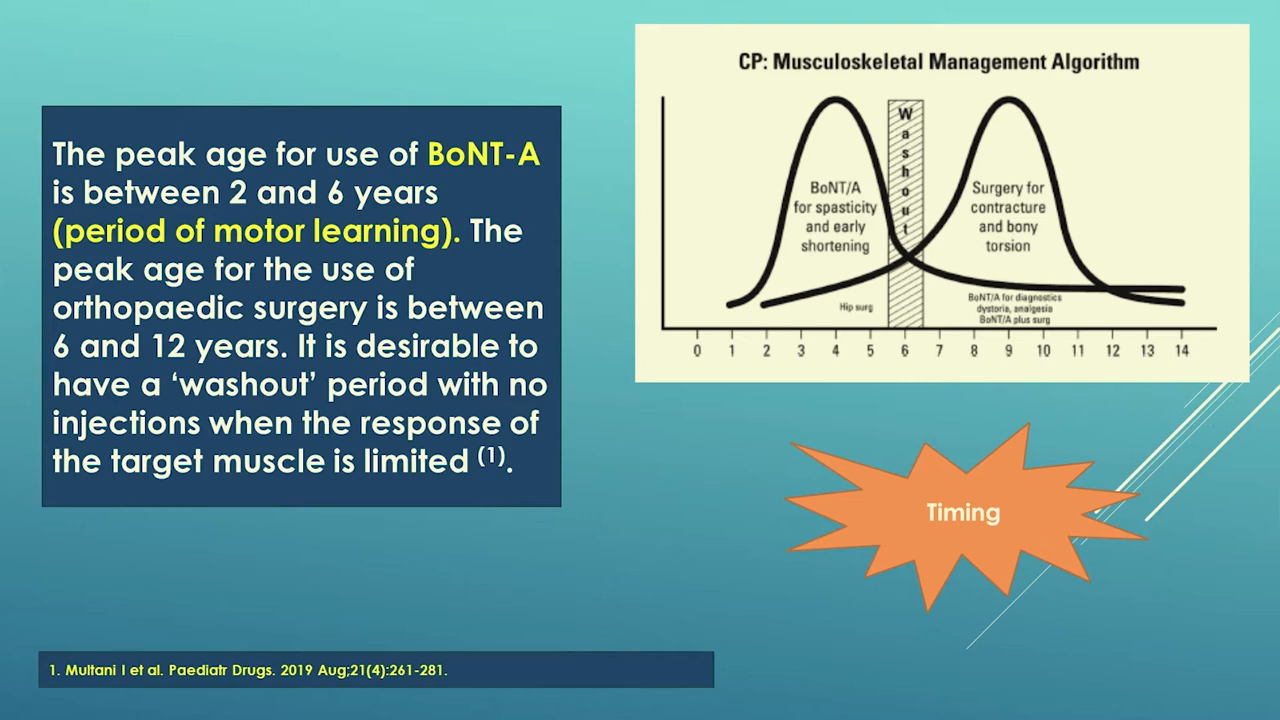 The peak age for use of BoNT-A
is between 2 and 6 years
(period of motor learning). The
peak age for the use of
orthopaedic surgery is between
6 and 12 years. It is desirable to
have a ‘washout’ period with no
injections when the response of
the target muscle is limited (1).
CP: Musculoskeletal Management Algorithm
Washout
BoNT/A
for spasticity
and early
shortening
Surgery for
contracture
and bony
torsion
Hip surg
BoNT/A for diagnostics
dystoria, analgesia
BoNT/A plus surg
0 1 2 3 4 5 6 7 8 9 10 11 12 13 14
Timing
1. Multani I et al. Paediatr Drugs. 2019 Aug;21(4):261-281.